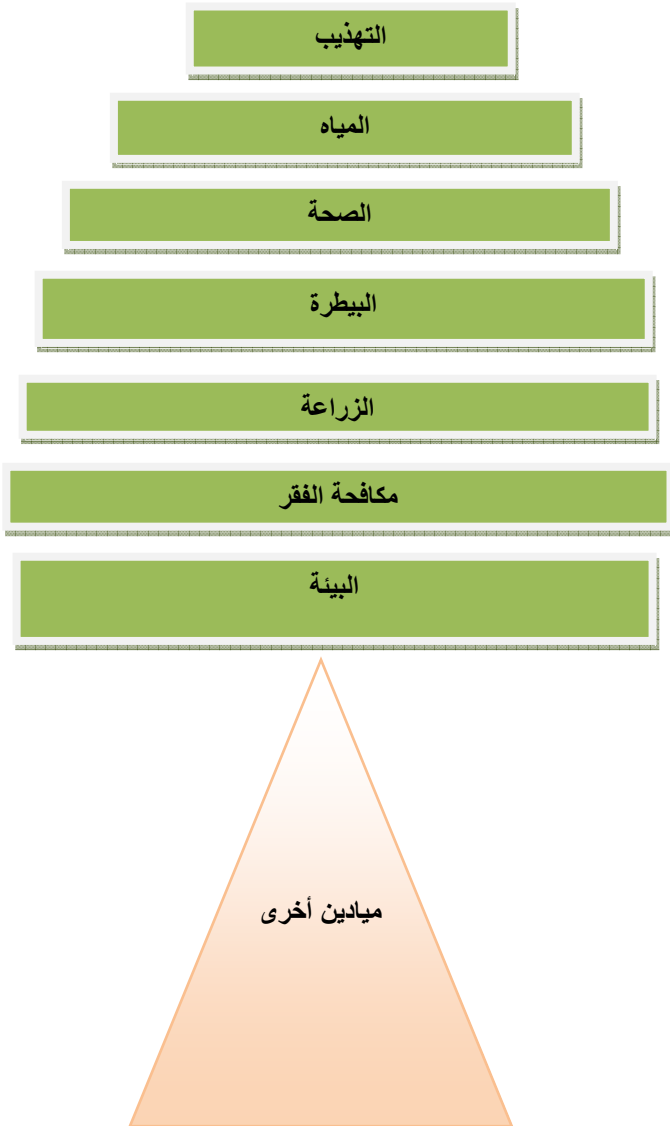 التهذيب
المياه
الصحة
البيطرة
الزراعة
مكافحة الفقر
البيئة
ميادين أخرى